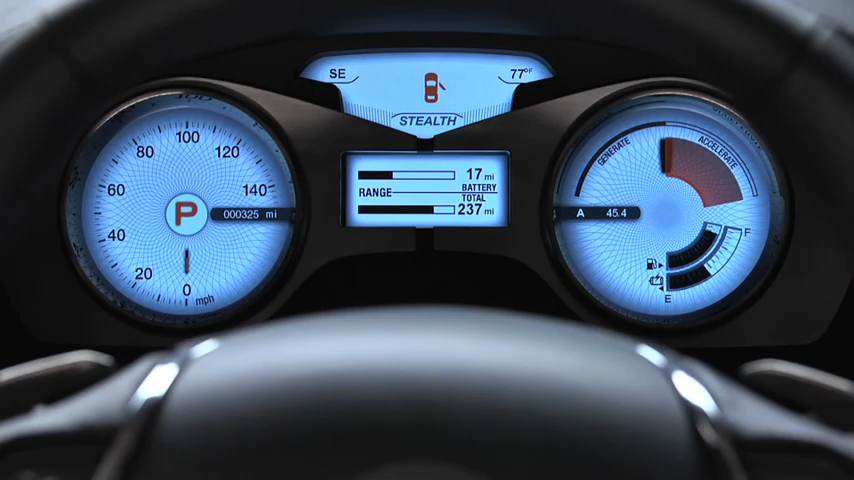 SE
77°F
STEALTH
100
80
120
60
140
P
000325 mi
40
20
0
mph
17 mi
BATTERY
RANGE
TOTAL
237 mi
GENERATE
ACCELERATE
A 45.4
F
E